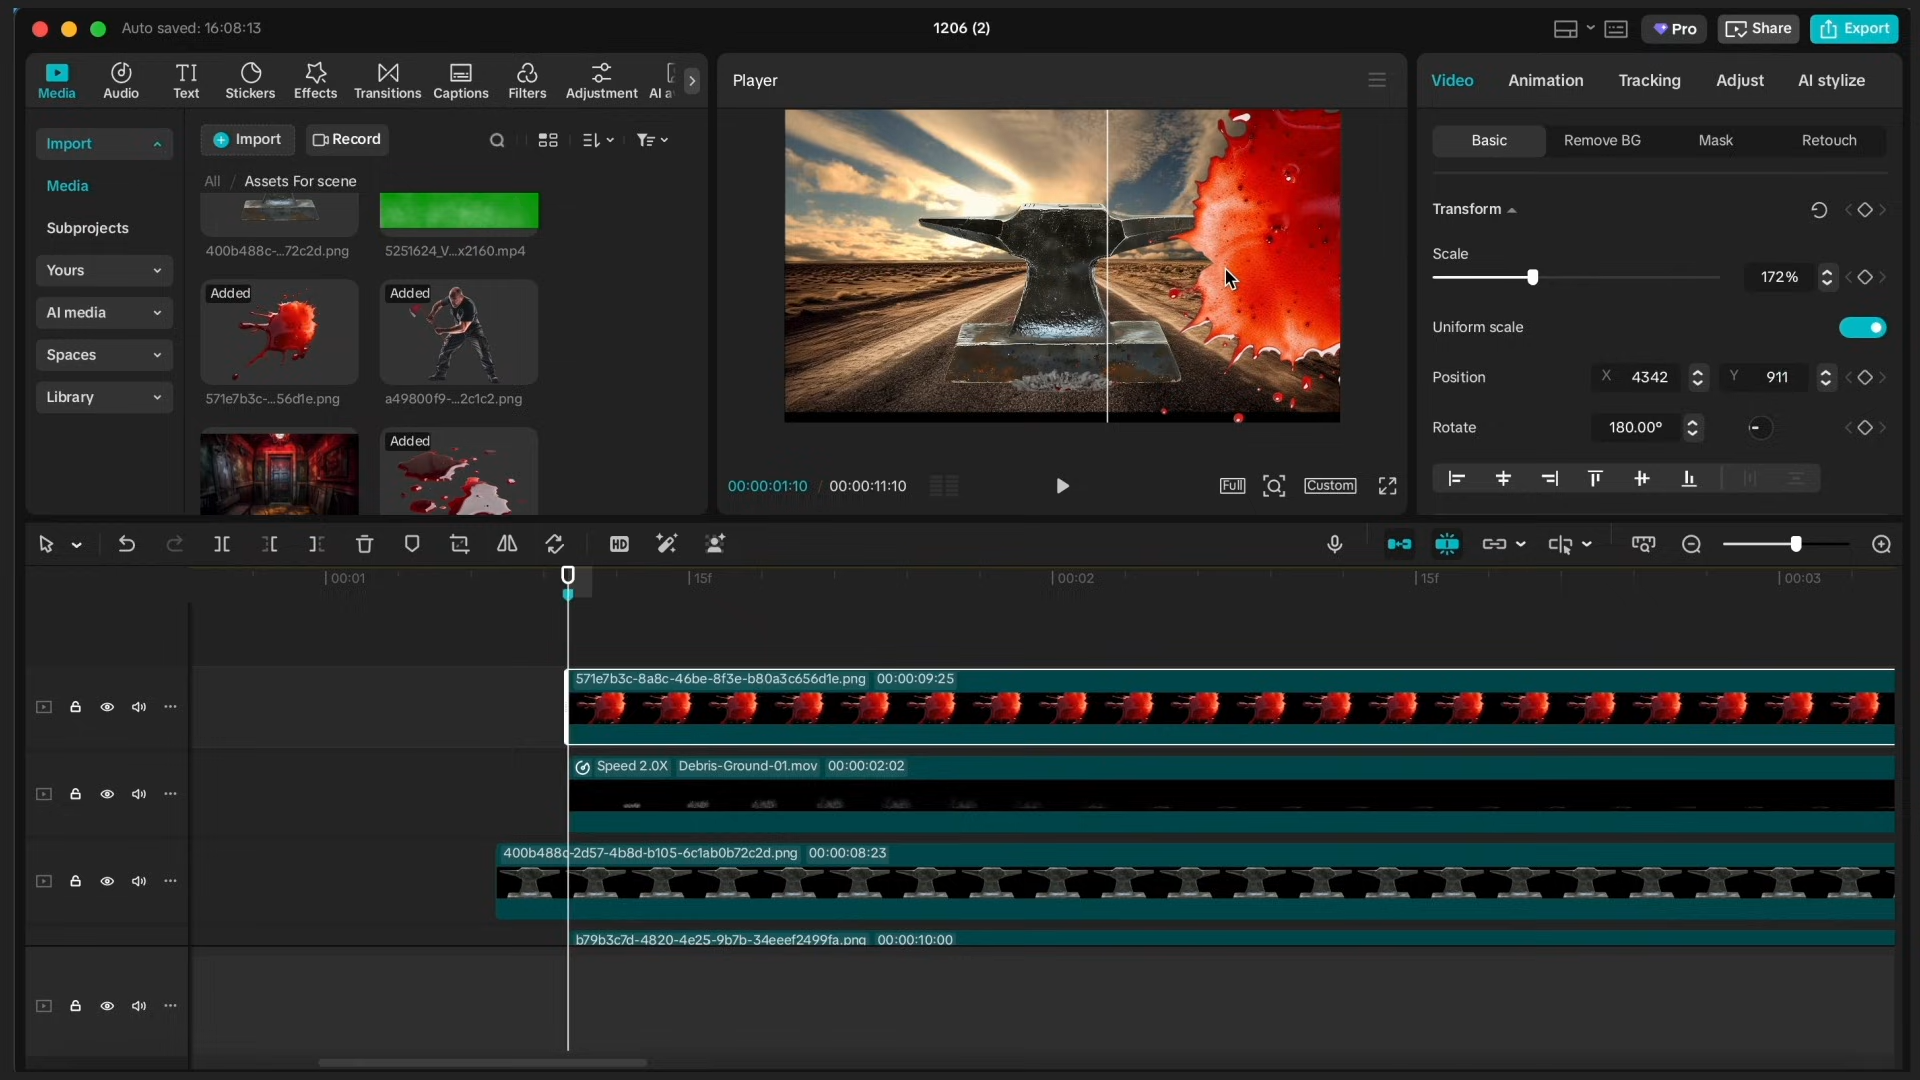 Auto saved: 16:08:13
1206 (2)
Pro
Share
Export
Media
Audio
Text
Stickers
Effects
Transitions
Captions
Filters
Adjustment
AI a
Player
Video
Animation
Tracking
Adjust
AI stylize
Import
Media
Subprojects
Yours
AI media
Spaces
Library
Import
Record
All / Assets For scene
400b488c-...72c2d.png
5251624_V...x2160.mp4
Added
571e7b3c-...56d1e.png
Added
a49800f9-...2c1c2.png
Added
00:00:01:10 / 00:00:11:10
Full
Custom
Basic
Remove BG
Mask
Retouch
Transform
Scale
172%
Uniform scale
Position
X 4342
Y 911
Rotate
180.00°
HD
00:01
15f
00:02
15f
00:03
571e7b3c-8a8c-46be-8f3e-b80a3c656d1e.png 00:00:09:25
Speed 2.0X Debris-Ground-01.mov 00:00:02:02
400b488c-2d57-4b8d-b105-6c1ab0b72c2d.png 00:00:08:23
b79b3c7d-4820-4e25-9b7b-34eeef2499fa.png 00:00:10:00